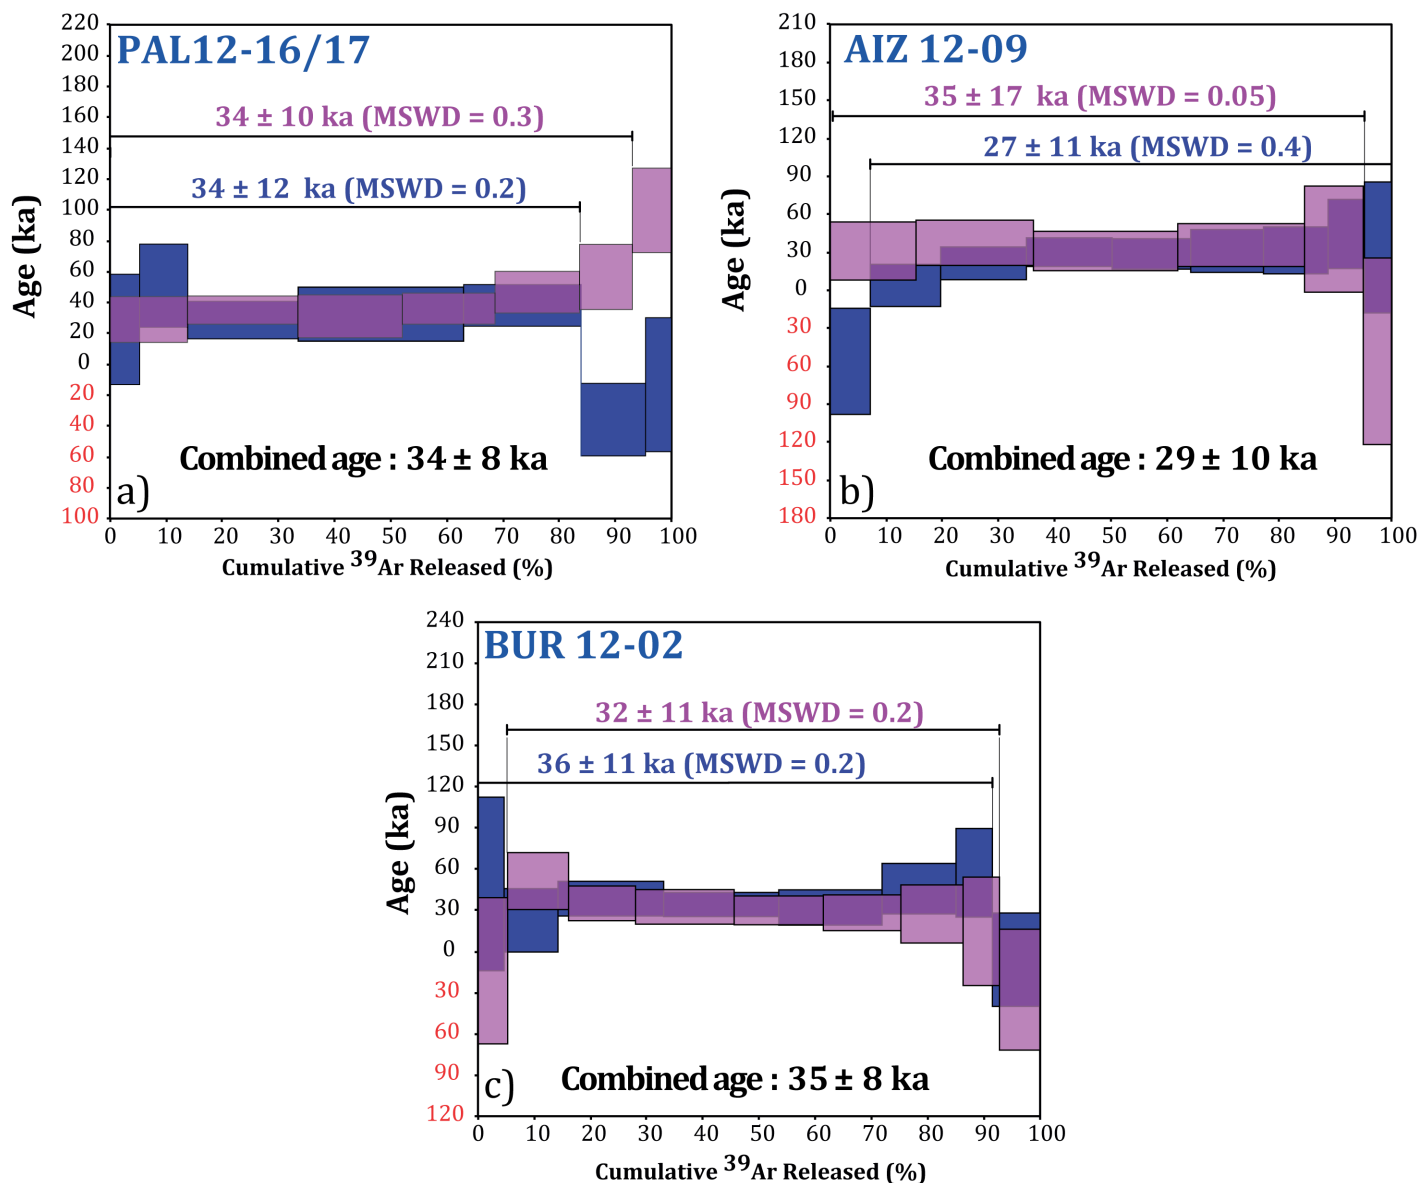 PAL12-16/17
34 ± 10 ka (MSWD = 0.3)
34 ± 12 ka (MSWD = 0.2)
Combined age : 34 ± 8 ka
a)
Age (ka)
220
200
180
160
140
120
100
80
60
40
20
0
20
40
60
80
100
0 10 20 30 40 50 60 70 80 90 100
Cumulative 39Ar Released (%)
AIZ 12-09
35 ± 17 ka (MSWD = 0.05)
27 ± 11 ka (MSWD = 0.4)
Combined age : 29 ± 10 ka
b)
Age (ka)
210
180
150
120
90
60
30
0
30
60
90
120
150
180
0 10 20 30 40 50 60 70 80 90 100
Cumulative 39Ar Released (%)
BUR 12-02
32 ± 11 ka (MSWD = 0.2)
36 ± 11 ka (MSWD = 0.2)
Combined age : 35 ± 8 ka
c)
Age (ka)
240
210
180
150
120
90
60
30
0
30
60
90
120
0 10 20 30 40 50 60 70 80 90 100
Cumulative 39Ar Released (%)